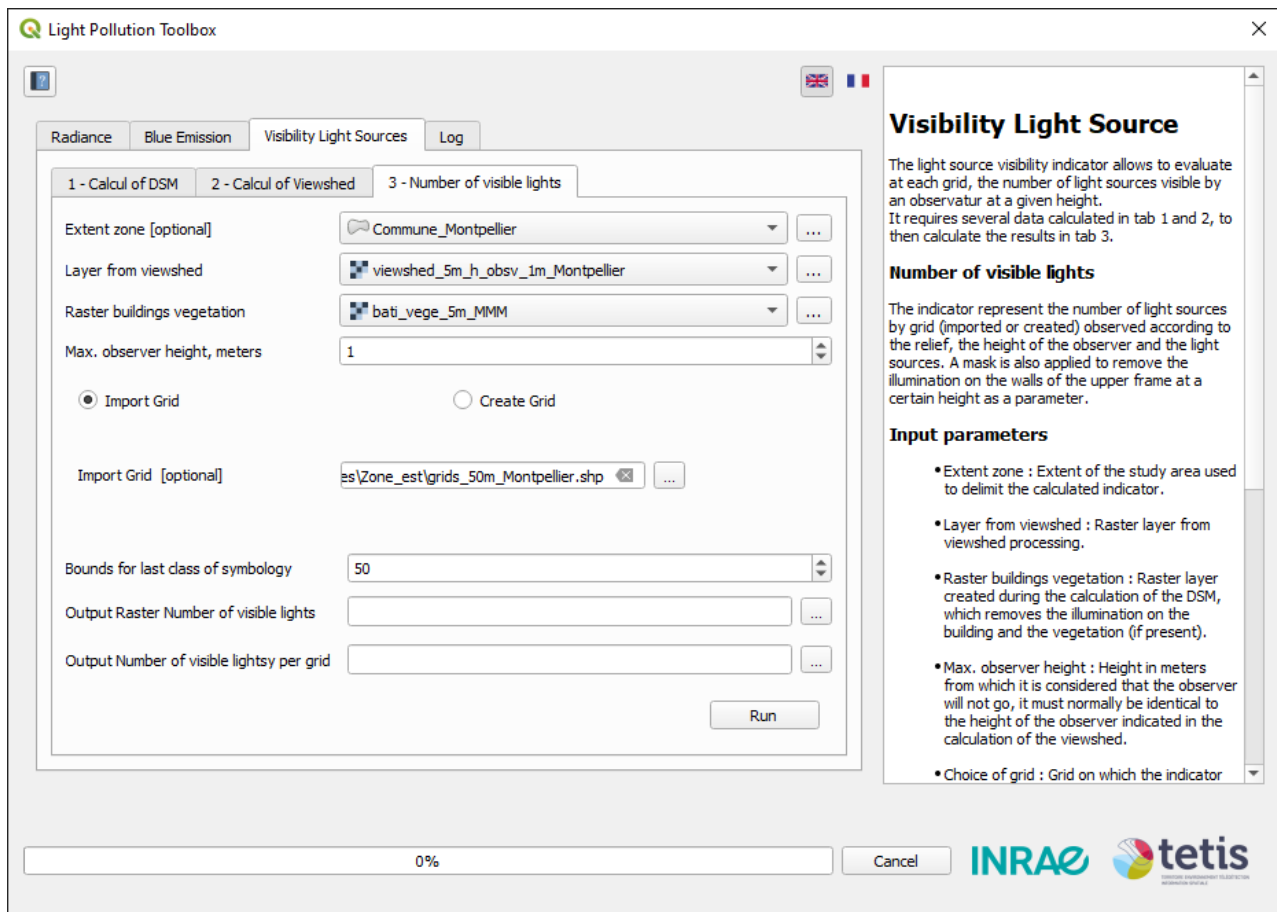 Light Pollution Toolbox
Radiance
Blue Emission
Visibility Light Sources
Log
1 - Calcul of DSM
2 - Calcul of Viewshed
3 - Number of visible lights
Extent zone [optional]
Commune_Montpellier
...
Layer from viewshed
viewshed_5m_h_obsv_1m_Montpellier
...
Raster buildings vegetation
bati_vege_5m_MMM
...
Max. observer height, meters
1
Import Grid
Create Grid
Import Grid [optional]
es\Zone_est\grids_50m_Montpellier.shp
...
Bounds for last class of symbology
50
Output Raster Number of visible lights
...
Output Number of visible lightsy per grid
...
Run
Visibility Light Source
The light source visibility indicator allows to evaluate
at each grid, the number of light sources visible by
an observatur at a given height.
It requires several data calculated in tab 1 and 2, to
then calculate the results in tab 3.
Number of visible lights
The indicator represent the number of light sources
by grid (imported or created) observed according to
the relief, the height of the observer and the light
sources. A mask is also applied to remove the
illumination on the walls of the upper frame at a
certain height as a parameter.
Input parameters
• Extent zone : Extent of the study area used
to delimit the calculated indicator.
• Layer from viewshed : Raster layer from
viewshed processing.
• Raster buildings vegetation : Raster layer
created during the calculation of the DSM,
which removes the illumination on the
building and the vegetation (if present).
• Max. observer height : Height in meters
from which it is considered that the observer
will not go, it must normally be identical to
the height of the observer indicated in the
calculation of the viewshed.
• Choice of grid : Grid on which the indicator
0%
Cancel
INRAE
tetis